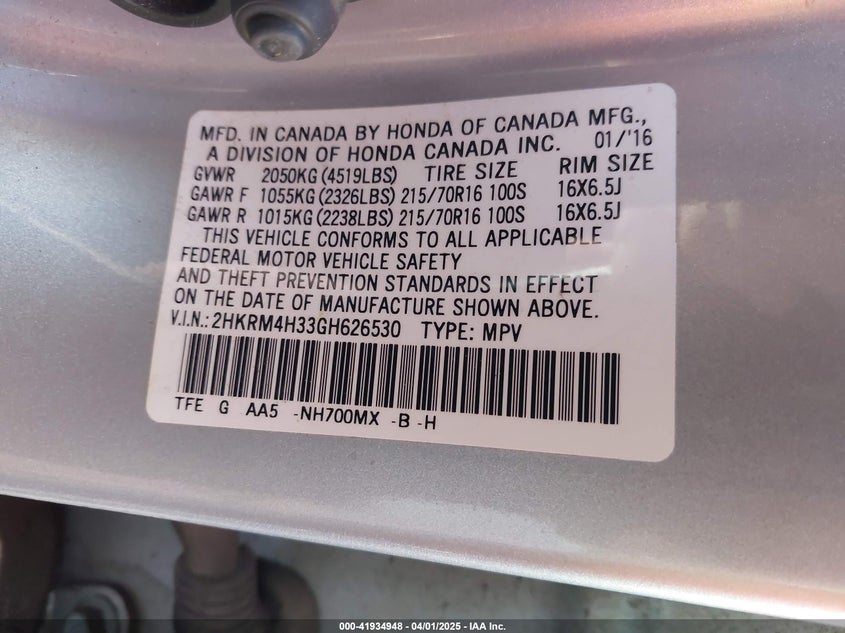 MFD. IN CANADA BY HONDA OF CANADA MFG.,
A DIVISION OF HONDA CANADA INC. 01/'16
GVWR 2050KG (4519LBS) TIRE SIZE RIM SIZE
GAWR F 1055KG (2326LBS) 215/70R16 100S 16X6.5J
GAWR R 1015KG (2238LBS) 215/70R16 100S 16X6.5J
THIS VEHICLE CONFORMS TO ALL APPLICABLE
FEDERAL MOTOR VEHICLE SAFETY
AND THEFT PREVENTION STANDARDS IN EFFECT
ON THE DATE OF MANUFACTURE SHOWN ABOVE.
V.I.N.: 2HKRM4H33GH626530 TYPE: MPV
TFE G AA5 -NH700MX -B -H
000-41934948 - 04/01/2025 - IAA Inc.